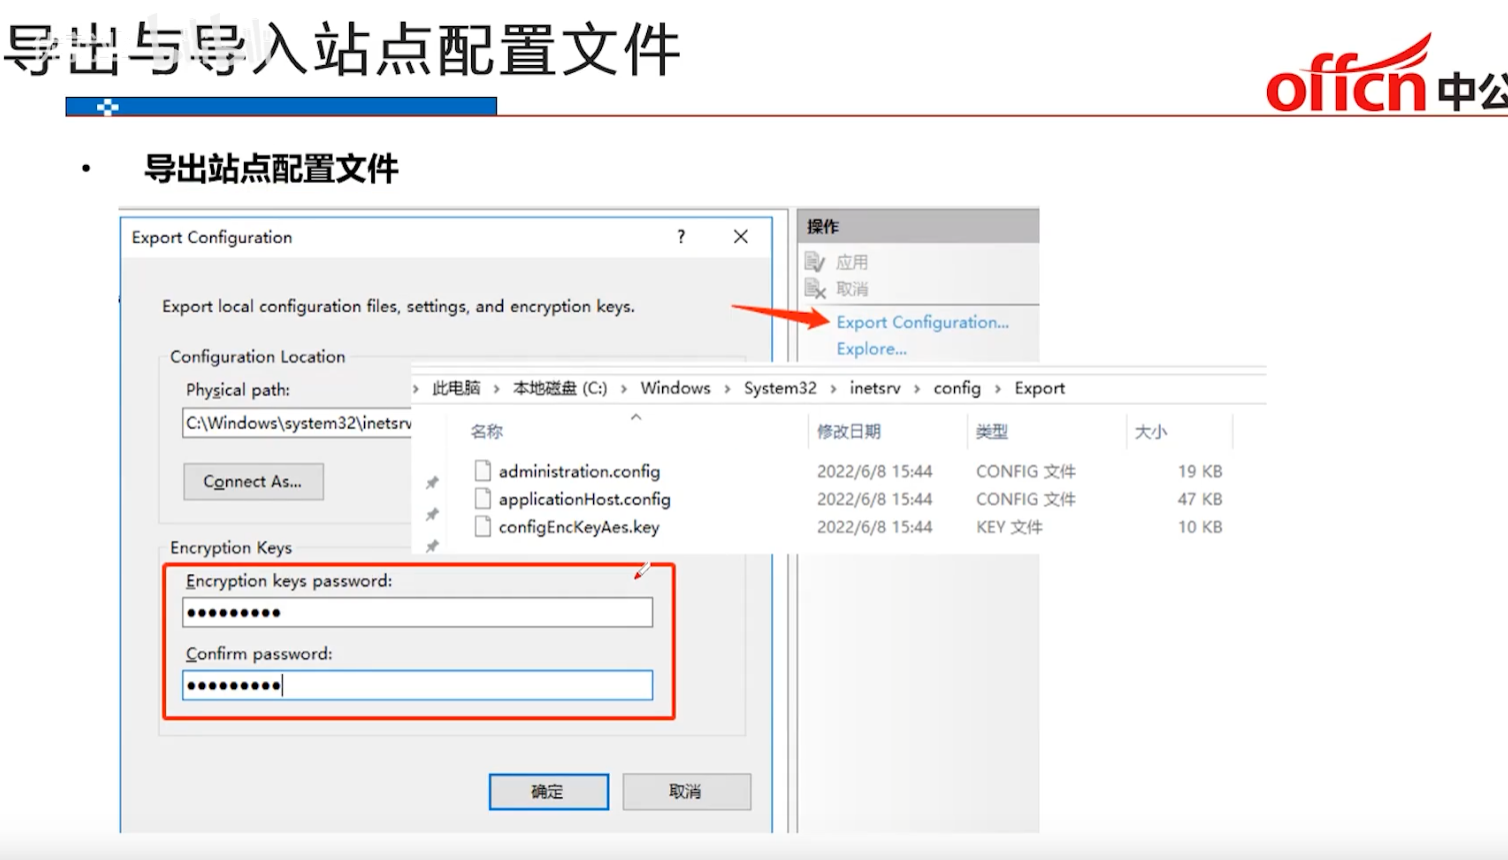 导出与导入站点配置文件
offcn 中公
• 导出站点配置文件
Export Configuration
?
Export local configuration files, settings, and encryption keys.
Configuration Location
Physical path:
C:\Windows\system32\inetsrv
Connect As...
Encryption Keys
Encryption keys password:
•••••••••
Confirm password:
•••••••••
确定
取消
操作
应用
取消
Export Configuration...
Explore...
› 此电脑 › 本地磁盘 (C:) › Windows › System32 › inetsrv › config › Export
名称 修改日期 类型 大小
administration.config 2022/6/8 15:44 CONFIG 文件 19 KB
applicationHost.config 2022/6/8 15:44 CONFIG 文件 47 KB
configEncKeyAes.key 2022/6/8 15:44 KEY 文件 10 KB